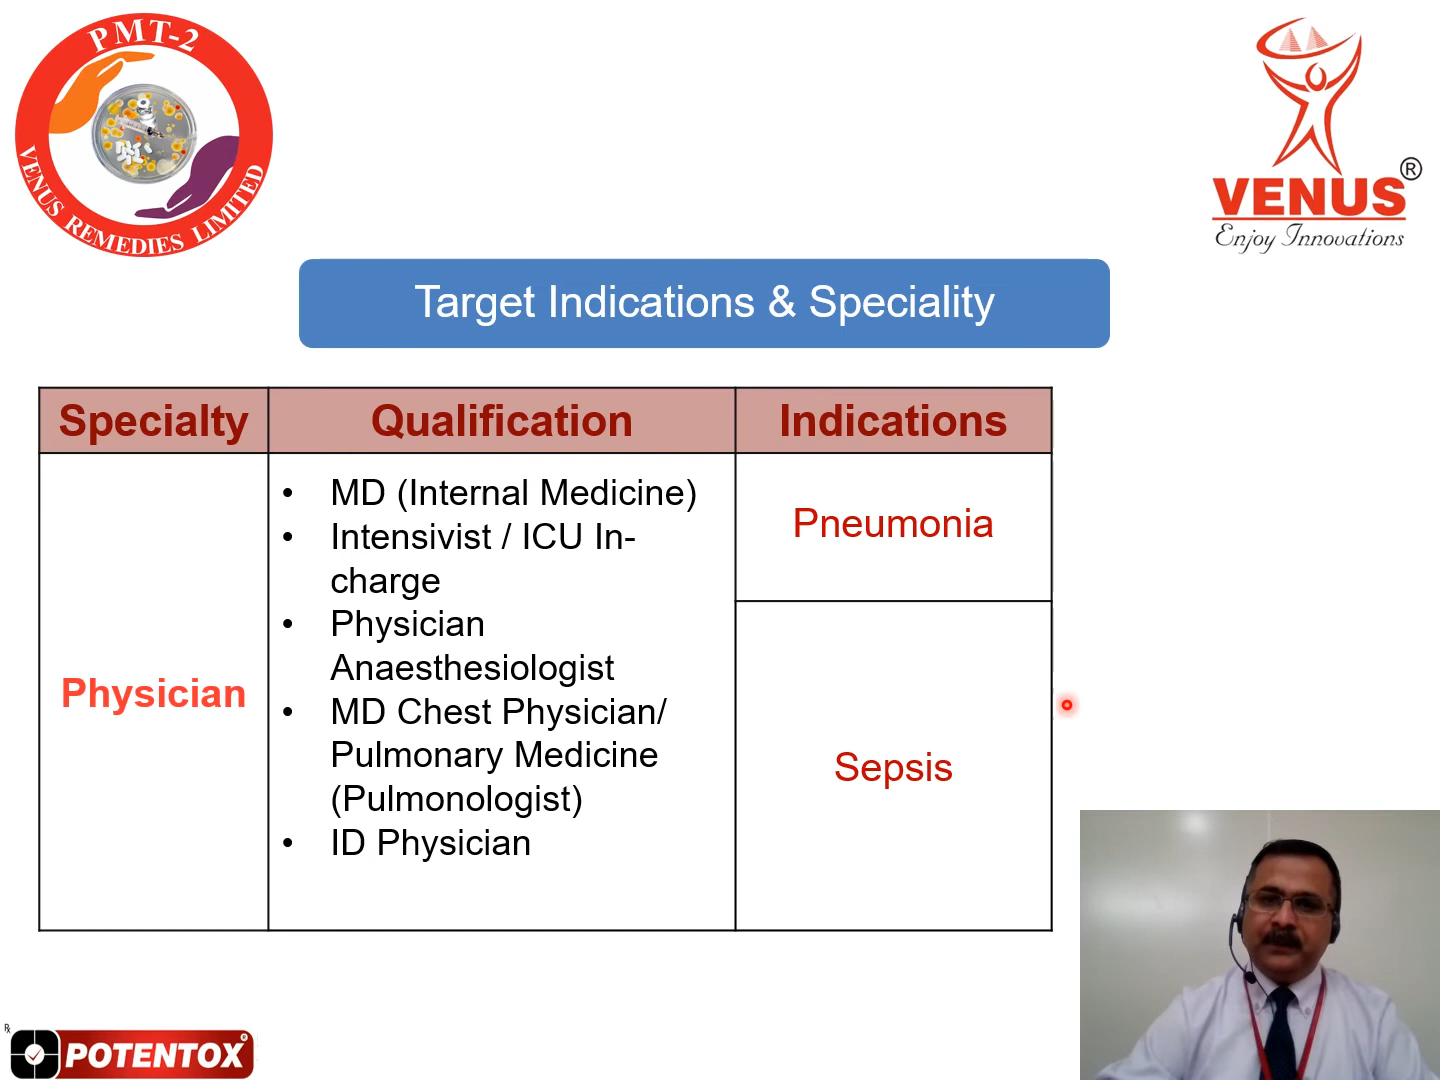 PMT-2
VENUS REMEDIES LIMITED
VENUS®
Enjoy Innovations
Target Indications & Speciality
Specialty
Qualification
Indications
Physician
• MD (Internal Medicine)
• Intensivist / ICU In-
charge
• Physician
Anaesthesiologist
• MD Chest Physician/
Pulmonary Medicine
(Pulmonologist)
• ID Physician
Pneumonia
Sepsis
℞
POTENTOX®